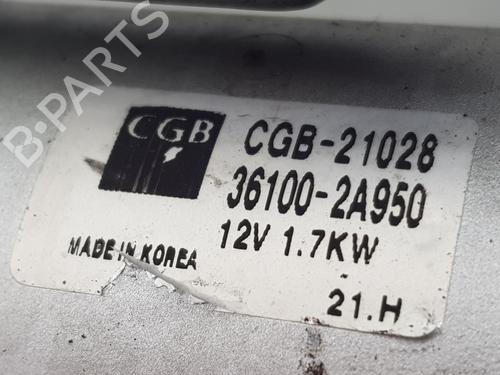 B-PARTS
CGB
CGB-21028
36100-2A950
12V 1.7KW
MADE IN KOREA
21.H